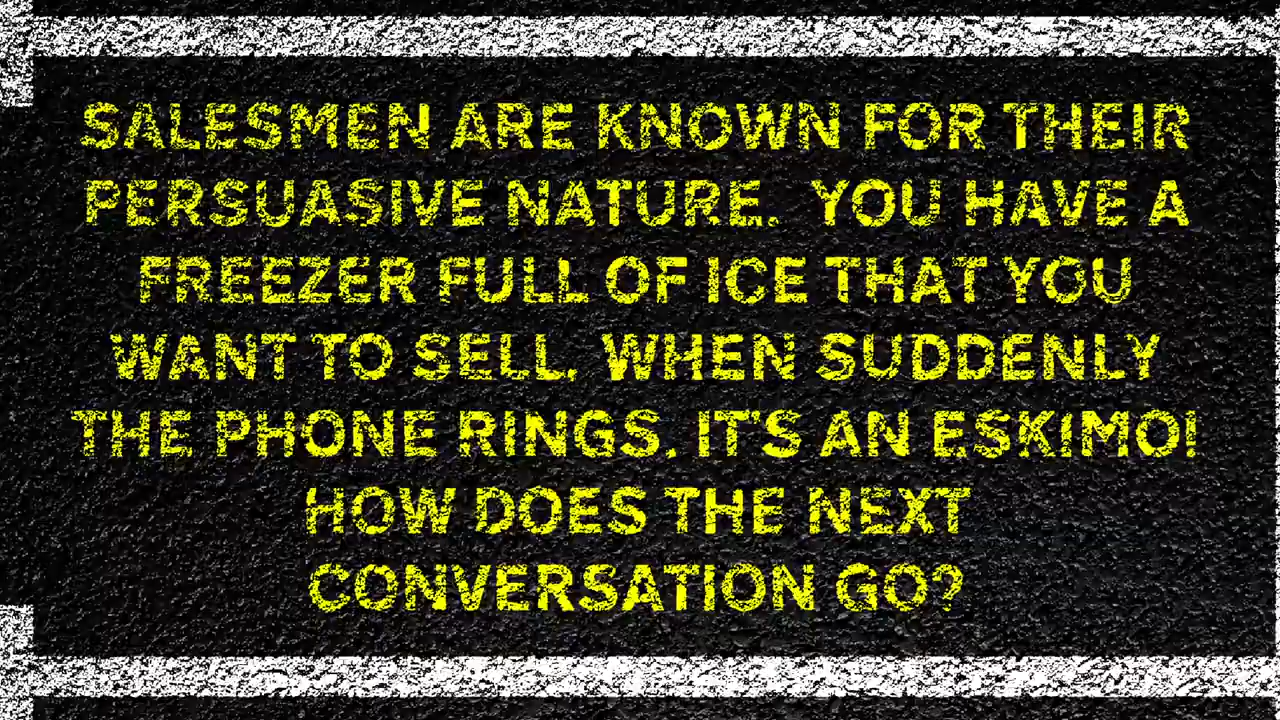 SALESMEN ARE KNOWN FOR THEIR
PERSUASIVE NATURE. YOU HAVE A
FREEZER FULL OF ICE THAT YOU
WANT TO SELL, WHEN SUDDENLY
THE PHONE RINGS, IT'S AN ESKIMO!
HOW DOES THE NEXT
CONVERSATION GO?